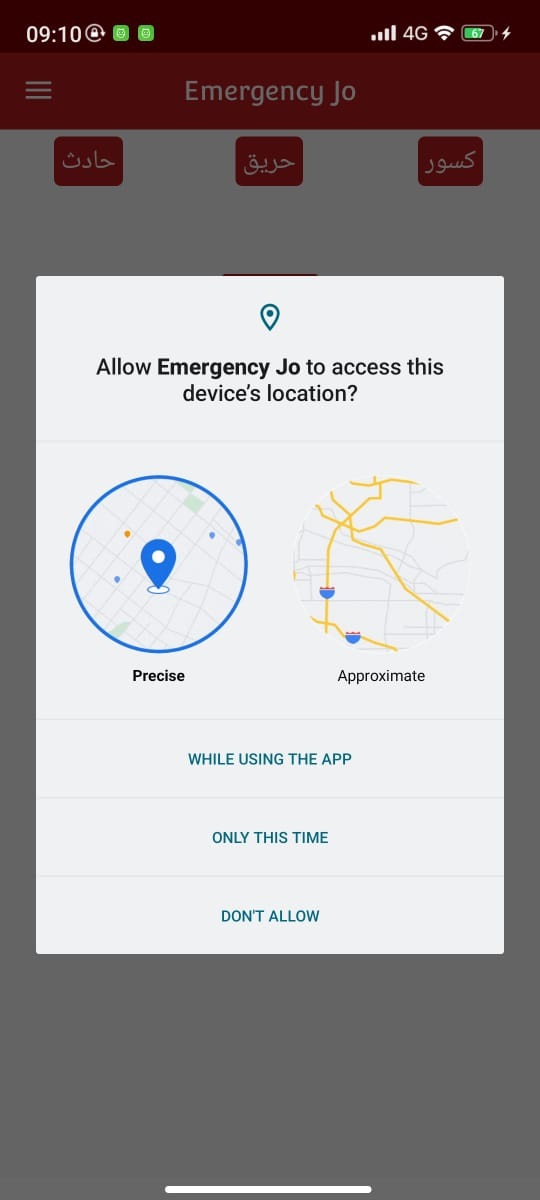 09:10 4G 67
Emergency Jo
حادث حريق كسور
Allow Emergency Jo to access this
device's location?
Precise Approximate
WHILE USING THE APP
ONLY THIS TIME
DON'T ALLOW